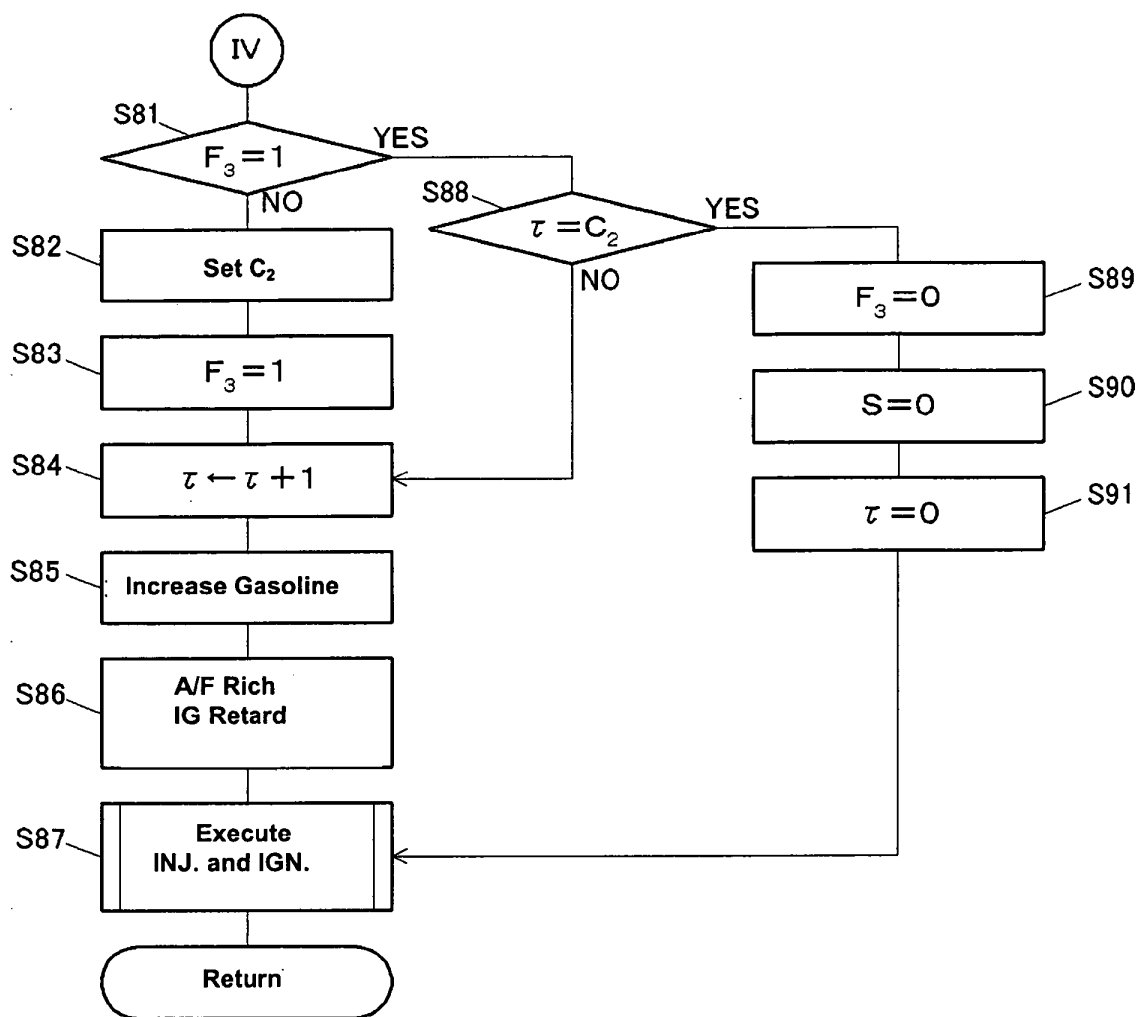 IV
S81
F₃=1
YES
NO
S82
Set C₂
S83
F₃=1
S84
τ←τ+1
S85
Increase Gasoline
S86
A/F Rich
IG Retard
S87
Execute
INJ. and IGN.
Return
S88
τ=C₂
YES
NO
S89
F₃=0
S90
S=0
S91
τ=0